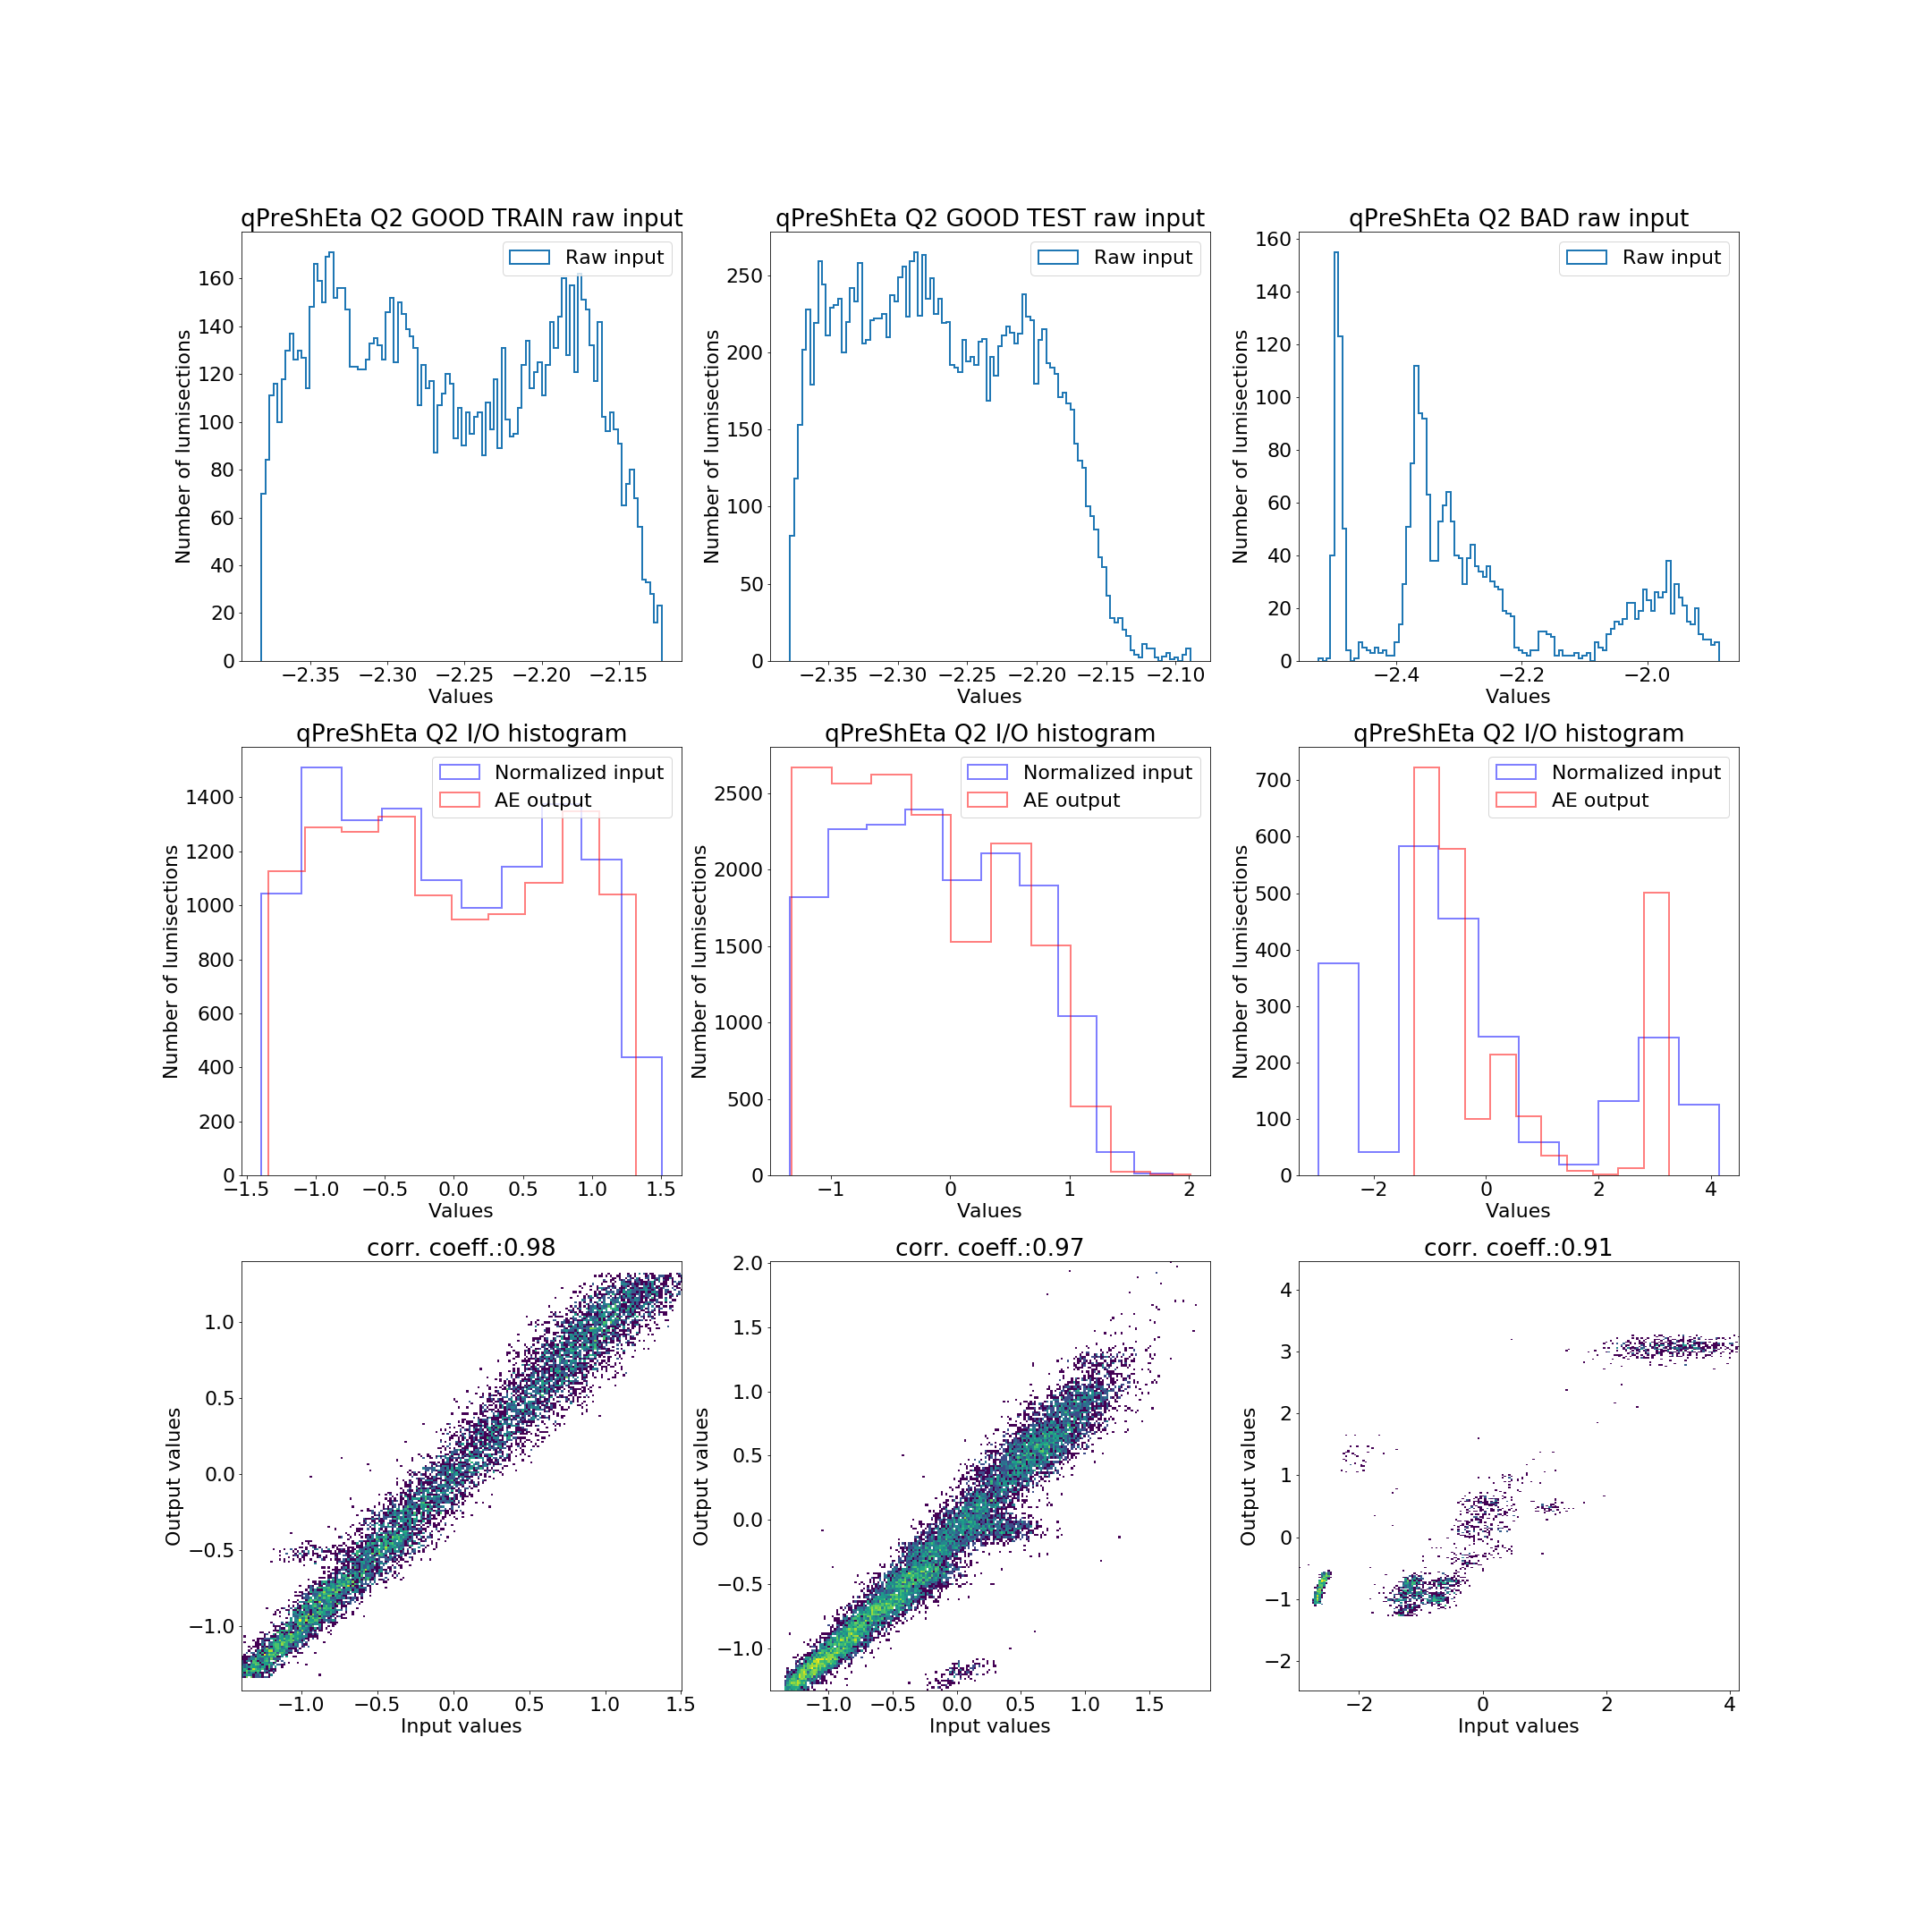 qPreShEta Q2 GOOD TRAIN raw input
Raw input
Number of lumisections
0
20
40
60
80
100
120
140
160
−2.35 −2.30 −2.25 −2.20 −2.15
Values
qPreShEta Q2 GOOD TEST raw input
Raw input
Number of lumisections
0
50
100
150
200
250
−2.35 −2.30 −2.25 −2.20 −2.15 −2.10
Values
qPreShEta Q2 BAD raw input
Raw input
Number of lumisections
0
20
40
60
80
100
120
140
160
−2.4 −2.2 −2.0
Values
qPreShEta Q2 I/O histogram
Normalized input
AE output
Number of lumisections
0
200
400
600
800
1000
1200
1400
−1.5 −1.0 −0.5 0.0 0.5 1.0 1.5
Values
qPreShEta Q2 I/O histogram
Normalized input
AE output
Number of lumisections
0
500
1000
1500
2000
2500
−1 0 1 2
Values
qPreShEta Q2 I/O histogram
Normalized input
AE output
Number of lumisections
0
100
200
300
400
500
600
700
−2 0 2 4
Values
corr. coeff.:0.98
Output values
−1.0
−0.5
0.0
0.5
1.0
−1.0 −0.5 0.0 0.5 1.0 1.5
Input values
corr. coeff.:0.97
Output values
−1.0
−0.5
0.0
0.5
1.0
1.5
2.0
−1.0 −0.5 0.0 0.5 1.0 1.5
Input values
corr. coeff.:0.91
Output values
−2
−1
0
1
2
3
4
−2 0 2 4
Input values